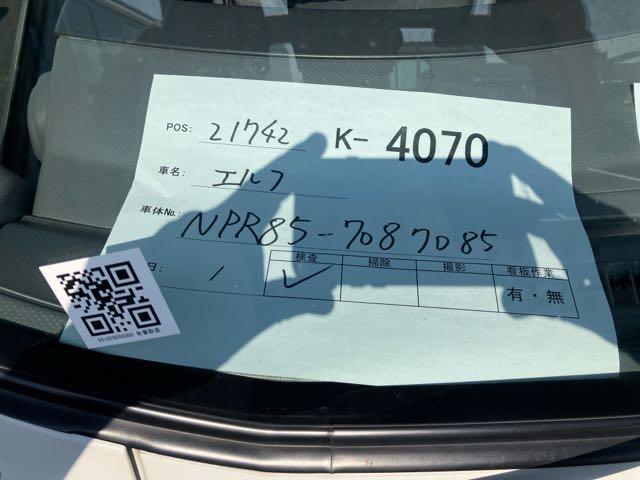 POS: 21742 K- 4070
車名: エルフ
車体No.: NPR85-7087085
日: /
検査 掃除 撮影 看板作業
✓ 有・無